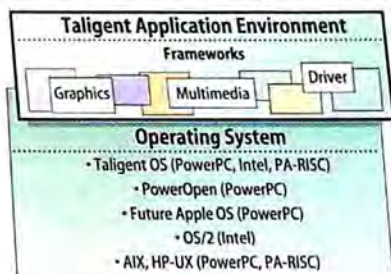 Taligent Application Environment
Frameworks
Graphics
Multimedia
Driver
Operating System
• Taligent OS (PowerPC, Intel, PA-RISC)
• PowerOpen (PowerPC)
• Future Apple OS (PowerPC)
• OS/2 (Intel)
• AIX, HP-UX (PowerPC, PA-RISC)